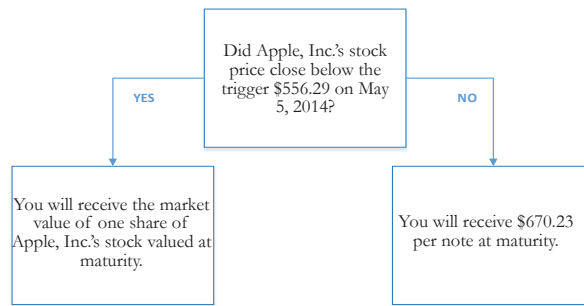 Did Apple, Inc.'s stock
price close below the
trigger $556.29 on May
5, 2014?
YES
NO
You will receive the market
value of one share of
Apple, Inc.'s stock valued at
maturity.
You will receive $670.23
per note at maturity.